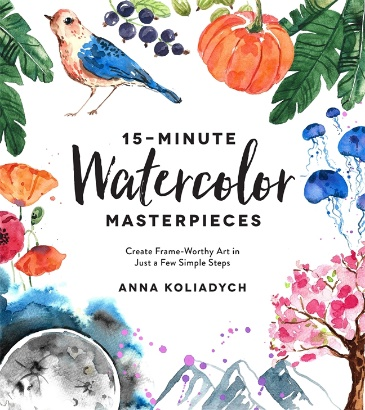 15-MINUTE
Watercolor
MASTERPIECES
Create Frame-Worthy Art in
Just a Few Simple Steps
ANNA KOLIADYCH